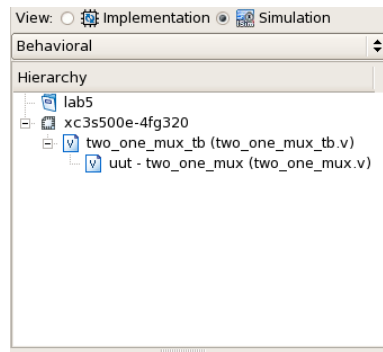 View: Implementation Simulation
Behavioral
Hierarchy
lab5
xc3s500e-4fg320
two_one_mux_tb (two_one_mux_tb.v)
uut - two_one_mux (two_one_mux.v)